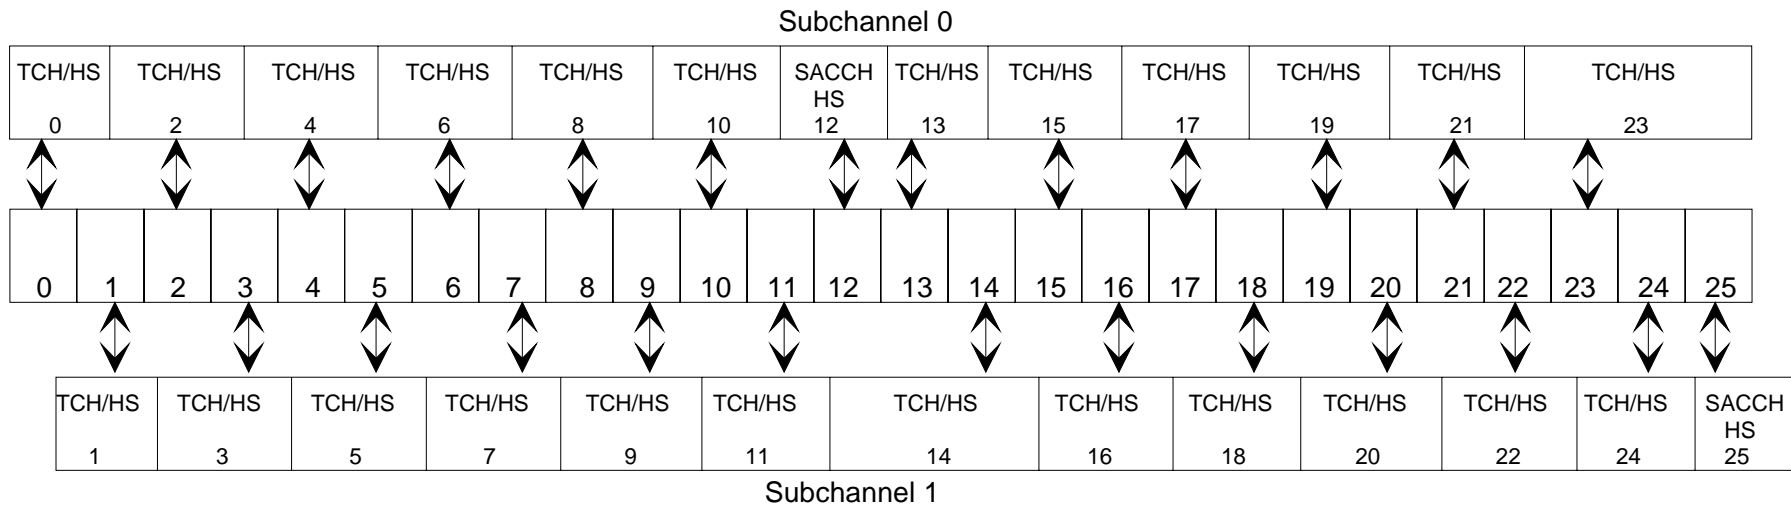 Subchannel 0
TCH/HS TCH/HS TCH/HS TCH/HS TCH/HS TCH/HS SACCH TCH/HS TCH/HS TCH/HS TCH/HS TCH/HS TCH/HS
HS
0 2 4 6 8 10 12 13 15 17 19 21 23
0 1 2 3 4 5 6 7 8 9 10 11 12 13 14 15 16 17 18 19 20 21 22 23 24 25
TCH/HS TCH/HS TCH/HS TCH/HS TCH/HS TCH/HS TCH/HS TCH/HS TCH/HS TCH/HS TCH/HS TCH/HS SACCH
HS
1 3 5 7 9 11 14 16 18 20 22 24 25
Subchannel 1